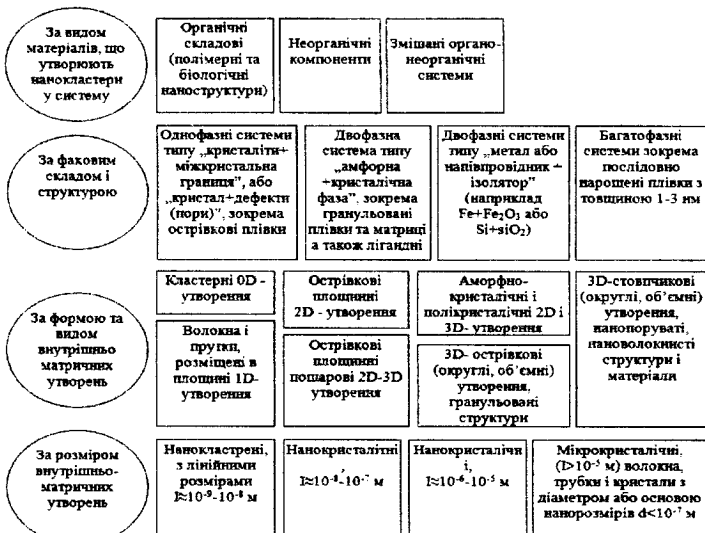 За видом
матеріалів, що
утворюють
нанокластери
у систему
Органічні
складові
(полімерні та
біологічні
наноструктури)
Неорганічні
компоненти
Змішані органо-
неорганічні
системи
За факовим
складом і
структурою
Однофазні системи
типу „кристаліти+
міжкристальна
границя", або
„кристал+дефекти
(пори)", зокрема
острівкові плівки
Двофазна
система типу
„амфорна
+кристалічна
фаза". зокрема
гранульовані
плівки та матриці
а також лігандні
Двофазні системи
типу „метал або
напівпровідник +
ізолятор"
(наприклад
Fe+Fe₂O₃ або
Si+siO₂)
Багатофазні
системи зокрема
послідовно
нарощені плівки з
товщиною 1-3 нм
За формою та
видом
внутрішньо
матричних
утворень
Кластерні 0D -
утворення
Волокна і
прутки,
розміщені в
площині 1D-
утворення
Острівкові
площинні
2D - утворення
Острівкові
площинні
пошарові 2D-3D
утворення
Аморфно-
кристалічні і
полікристалічні 2D і
3D- утворення
3D- острівкові
(округлі, об'ємні)
утворення,
гранульовані
структури
3D-стовпчикові
(округлі, об'ємні)
утворення,
нанопоруваті,
нановолокнисті
структури і
матеріали
За розміром
внутрішньо-
матричних
утворень
Нанокластрені,
з лінійними
розмірами
l≈10⁻⁹-10⁻⁸ м
Нанокристалітні
,
l≈10⁻⁸-10⁻⁷ м
Нанокристалічн
і,
l≈10⁻⁶-10⁻⁵ м
Мікрокристалічні,
(l>10⁻⁵ м) волокна,
трубки і кристали з
діаметром або основою
нанорозмірів d<10⁻⁷ м